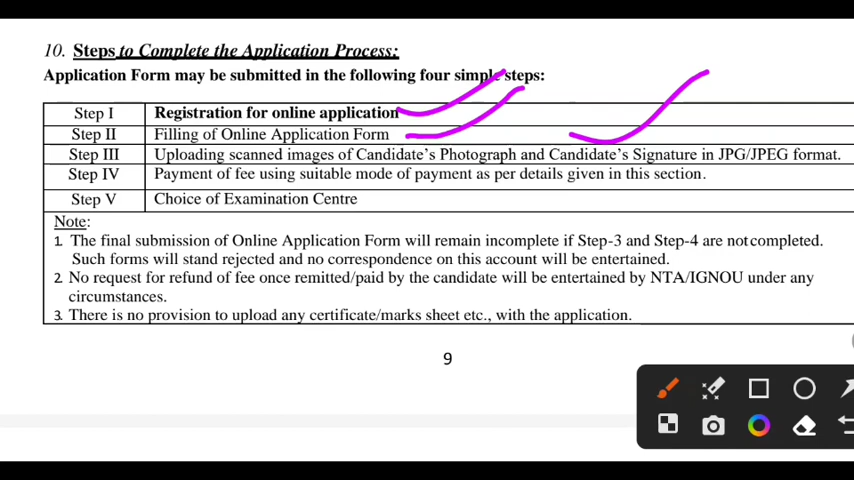 10. Steps to Complete the Application Process:
Application Form may be submitted in the following four simple steps:
Step I Registration for online application
Step II Filling of Online Application Form
Step III Uploading scanned images of Candidate's Photograph and Candidate's Signature in JPG/JPEG format.
Step IV Payment of fee using suitable mode of payment as per details given in this section.
Step V Choice of Examination Centre
Note:
1. The final submission of Online Application Form will remain incomplete if Step-3 and Step-4 are not completed.
Such forms will stand rejected and no correspondence on this account will be entertained.
2. No request for refund of fee once remitted/paid by the candidate will be entertained by NTA/IGNOU under any
circumstances.
3. There is no provision to upload any certificate/marks sheet etc., with the application.
9